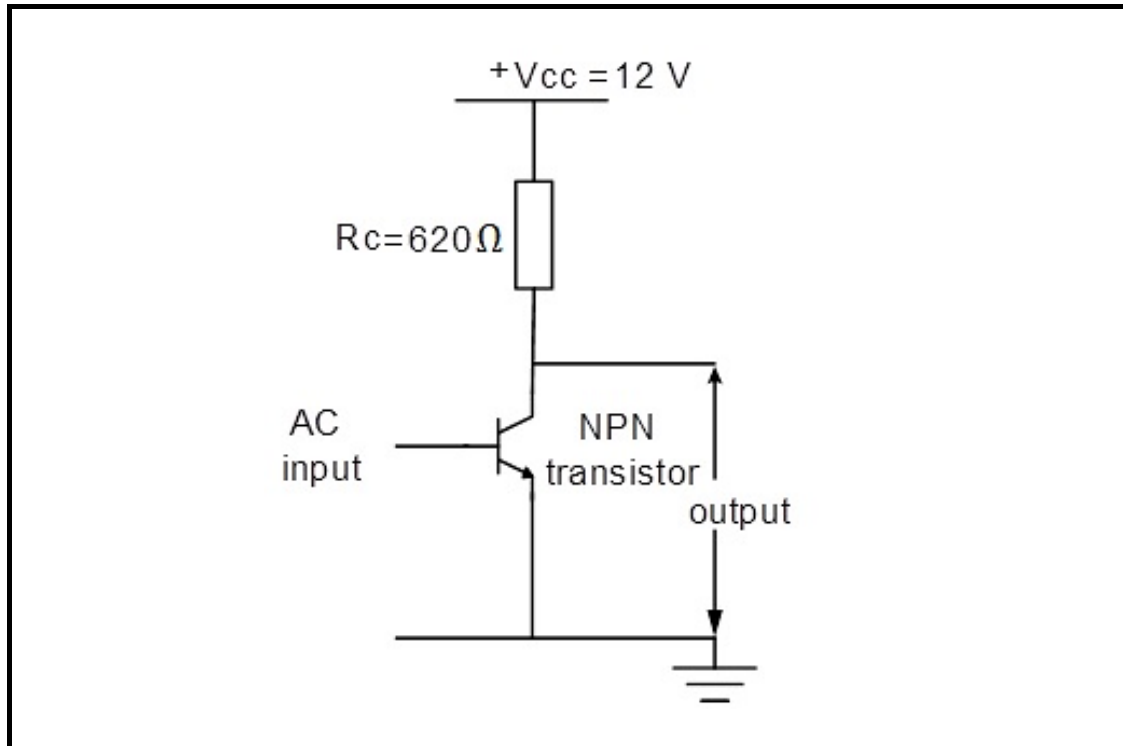 +Vcc = 12 V
Rc=620Ω
AC
input
NPN
transistor
output